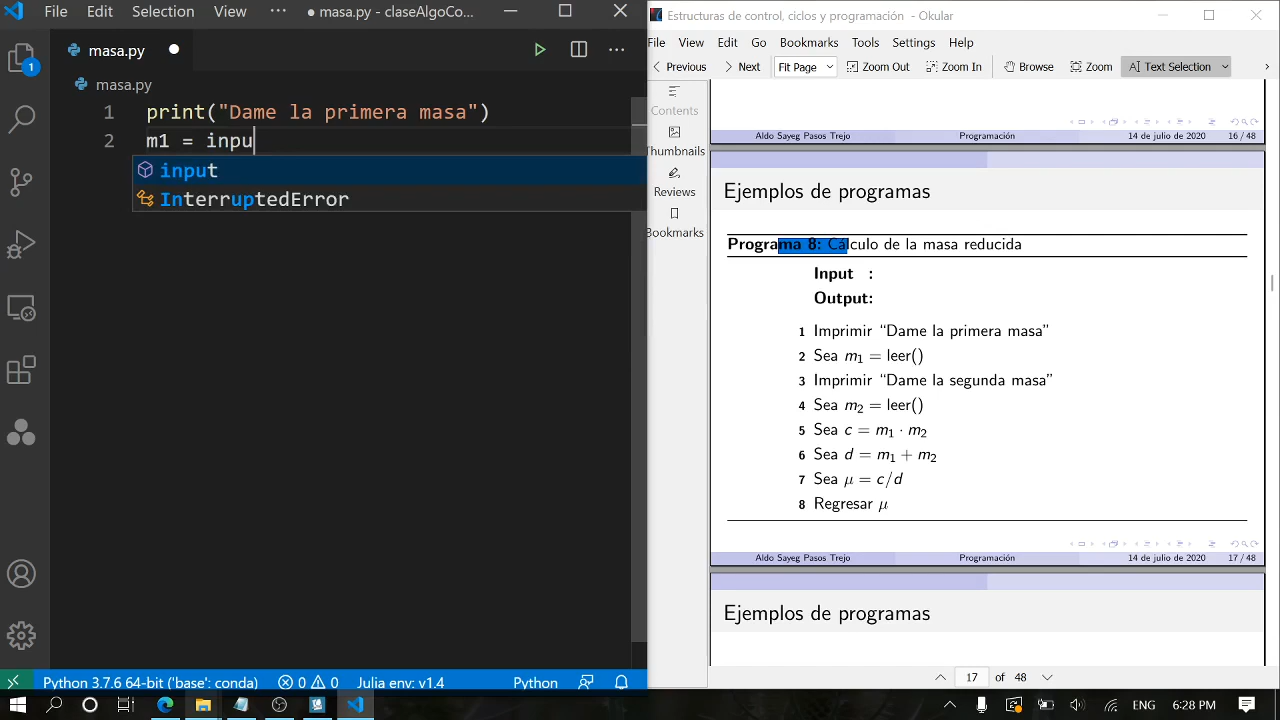 File Edit Selection View ··· ● masa.py - claseAlgoCo...
masa.py ●
masa.py
1 print("Dame la primera masa")
2 m1 = inpu
input
InterruptedError
1
Python 3.7.6 64-bit ('base': conda) 0 0 Julia env: v1.4 Python
Estructuras de control, ciclos y programación - Okular
File View Edit Go Bookmarks Tools Settings Help
Previous Next Fit Page Zoom Out Zoom In Browse Zoom Text Selection
Contents
Thumbnails
Reviews
Bookmarks
Aldo Sayeg Pasos Trejo Programación 14 de julio de 2020 16 / 48
Ejemplos de programas
Programa 8: Cálculo de la masa reducida
Input :
Output:
1 Imprimir “Dame la primera masa”
2 Sea m₁ = leer()
3 Imprimir “Dame la segunda masa”
4 Sea m₂ = leer()
5 Sea c = m₁ · m₂
6 Sea d = m₁ + m₂
7 Sea μ = c/d
8 Regresar μ
Aldo Sayeg Pasos Trejo Programación 14 de julio de 2020 17 / 48
Ejemplos de programas
17 of 48
ENG 6:28 PM